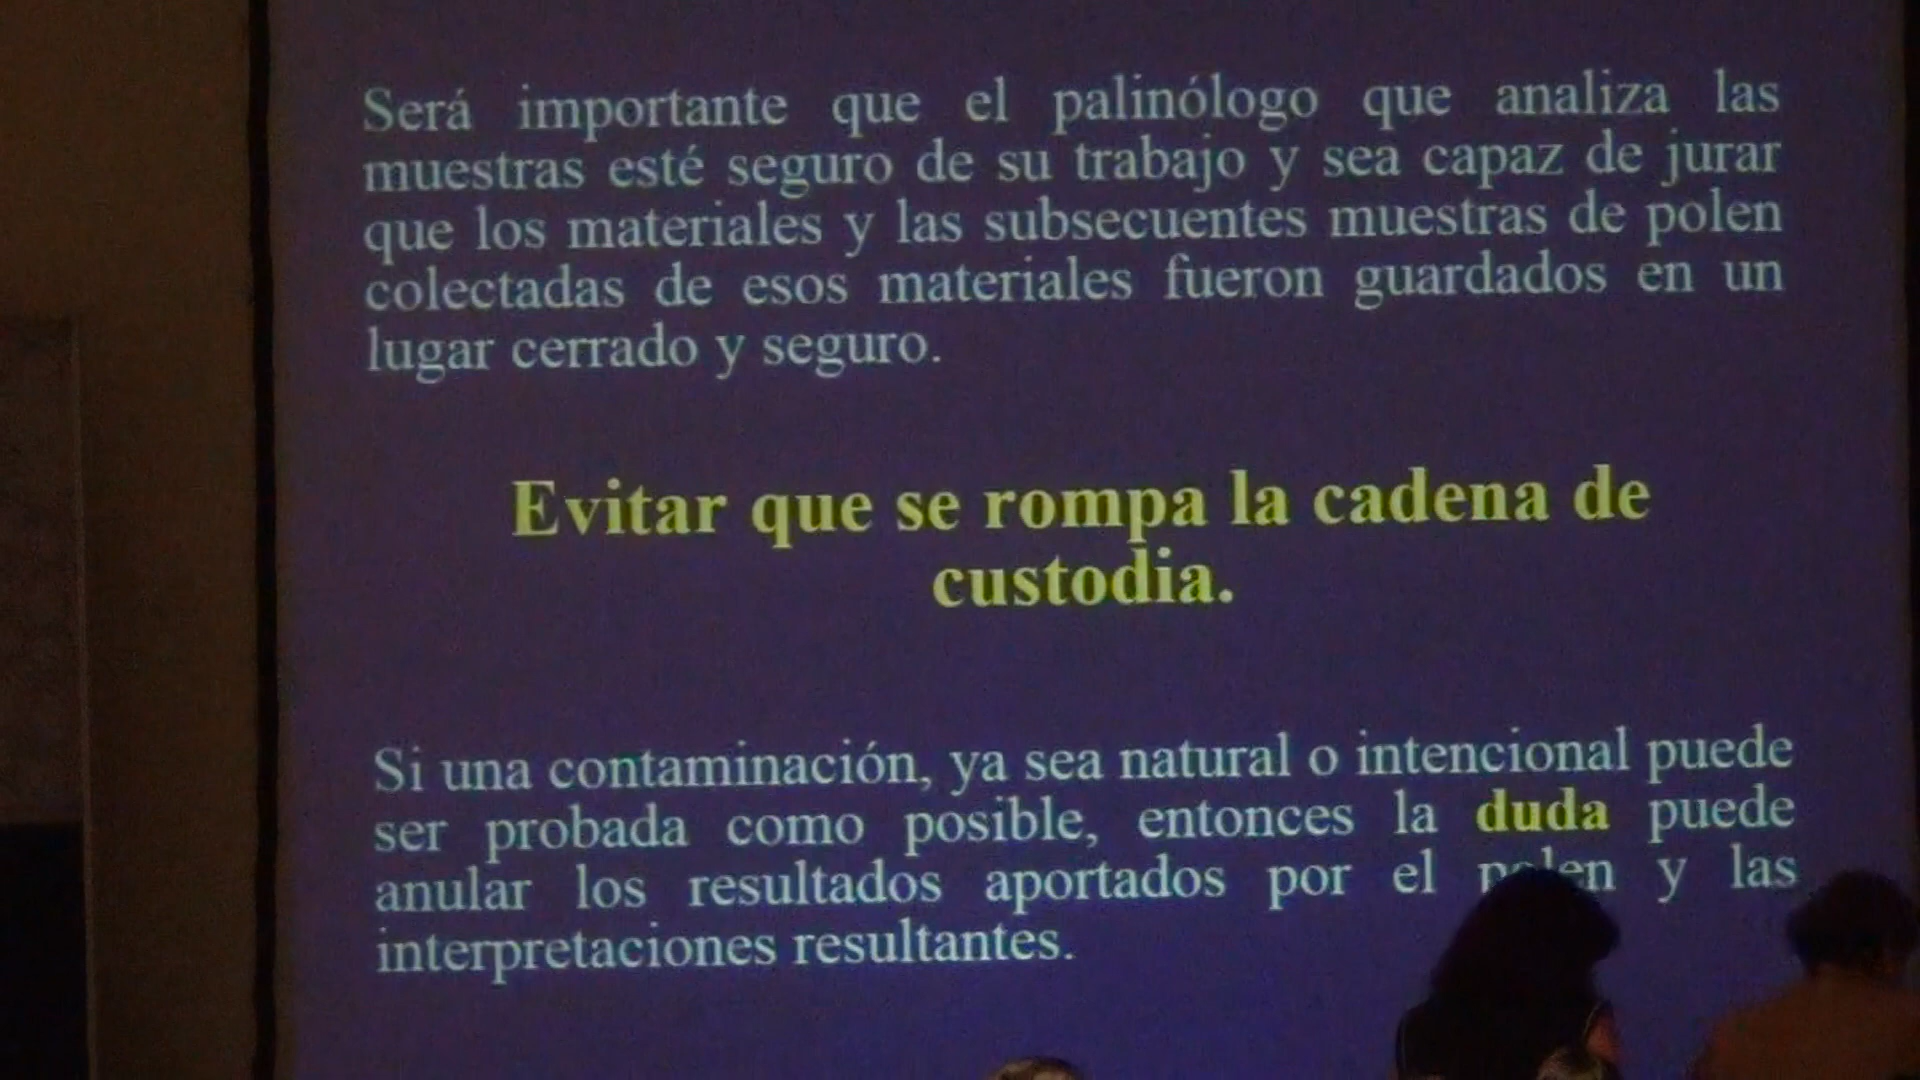 Será importante que el palinólogo que analiza las
muestras esté seguro de su trabajo y sea capaz de jurar
que los materiales y las subsecuentes muestras de polen
colectadas de esos materiales fueron guardados en un
lugar cerrado y seguro.
Evitar que se rompa la cadena de
custodia.
Si una contaminación, ya sea natural o intencional puede
ser probada como posible, entonces la duda puede
anular los resultados aportados por el polen y las
interpretaciones resultantes.